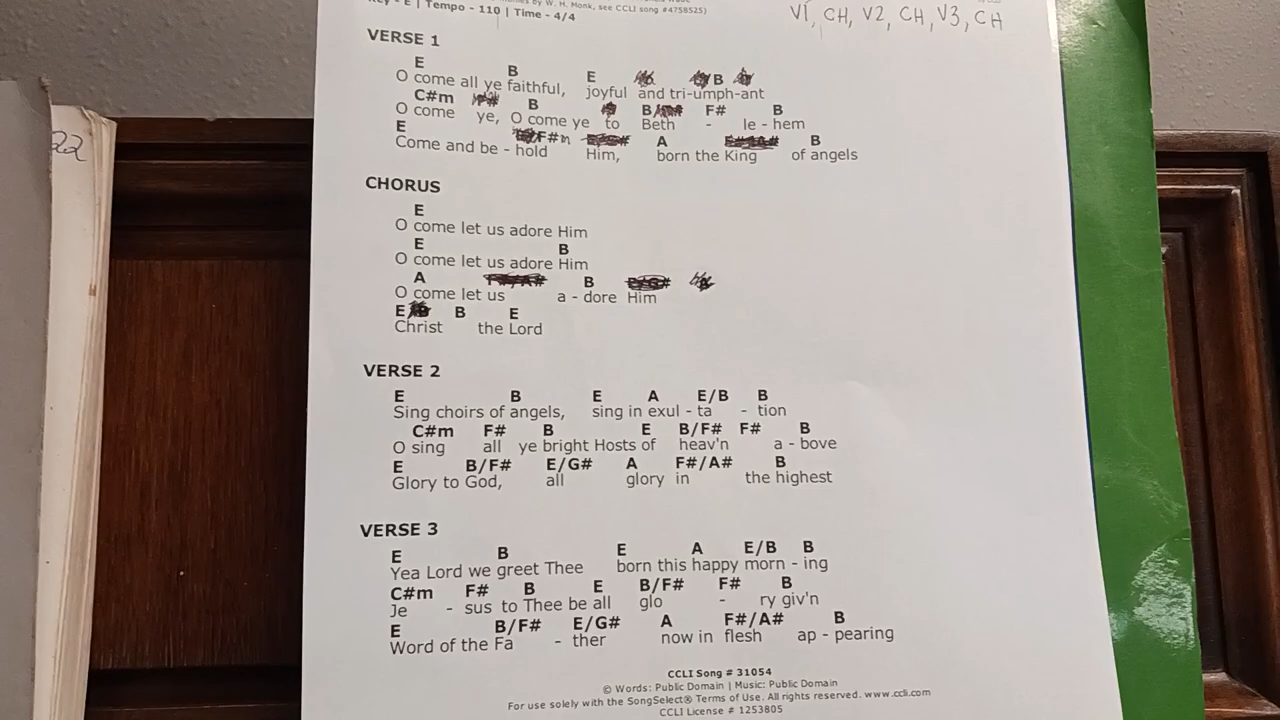 by W. H. Monk, see CCLI song #4758525)
Key - E | Tempo - 110 | Time - 4/4
V1, CH, V2, CH, V3, CH
22
VERSE 1
E B E B
O come all ye faithful, joyful and tri-umph-ant
C#m B B/ F# B
O come ye, O come ye to Beth - le - hem
E F#m A B
Come and be - hold Him, born the King of angels
CHORUS
E
O come let us adore Him
E B
O come let us adore Him
A B
O come let us a - dore Him
E B E
Christ the Lord
VERSE 2
E B E A E/B B
Sing choirs of angels, sing in exul - ta - tion
C#m F# B E B/F# F# B
O sing all ye bright Hosts of heav'n a - bove
E B/F# E/G# A F#/A# B
Glory to God, all glory in the highest
VERSE 3
E B E A E/B B
Yea Lord we greet Thee born this happy morn - ing
C#m F# B E B/F# F# B
Je - sus to Thee be all glo - ry giv'n
E B/F# E/G# A F#/A# B
Word of the Fa - ther now in flesh ap - pearing
CCLI Song # 31054
© Words: Public Domain | Music: Public Domain
For use solely with the SongSelect® Terms of Use. All rights reserved. www.ccli.com
CCLI License # 1253805